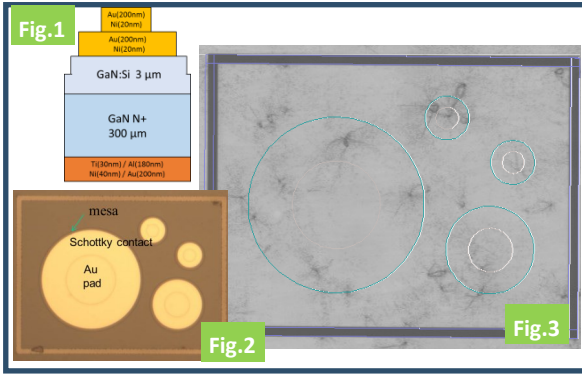 Fig.1
Au(200nm)
Ni(20nm)
Au(200nm)
Ni(20nm)
GaN:Si 3 µm
GaN N+
300 µm
Ti(30nm) / Al(180nm)
Ni(40nm) / Au(200nm)
mesa
Schottky contact
Au
pad
Fig.2
Fig.3